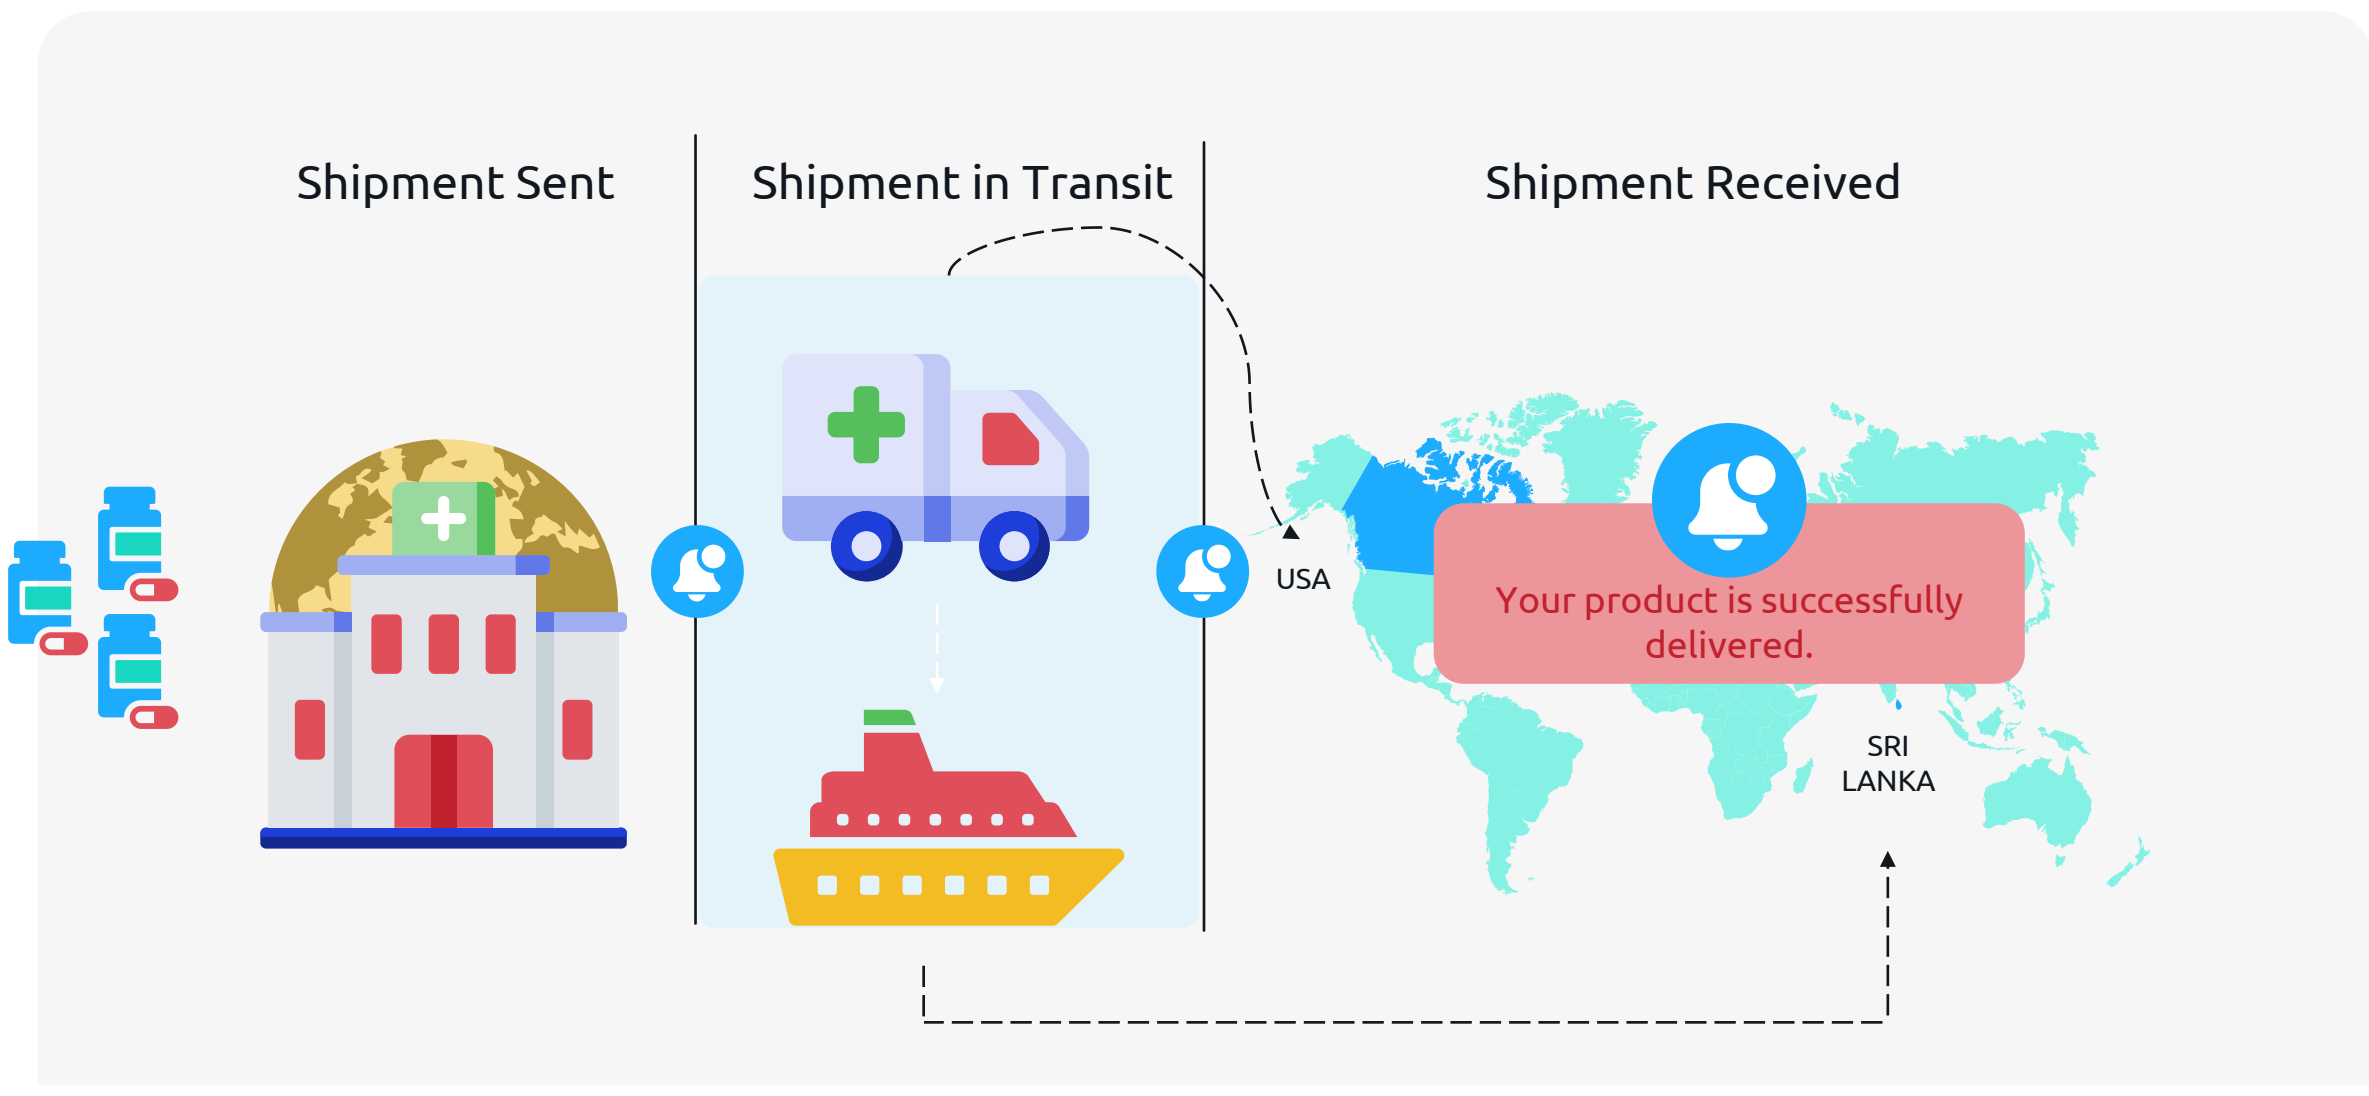 Shipment Sent
Shipment in Transit
Shipment Received
USA
Your product is successfully
delivered.
SRI
LANKA